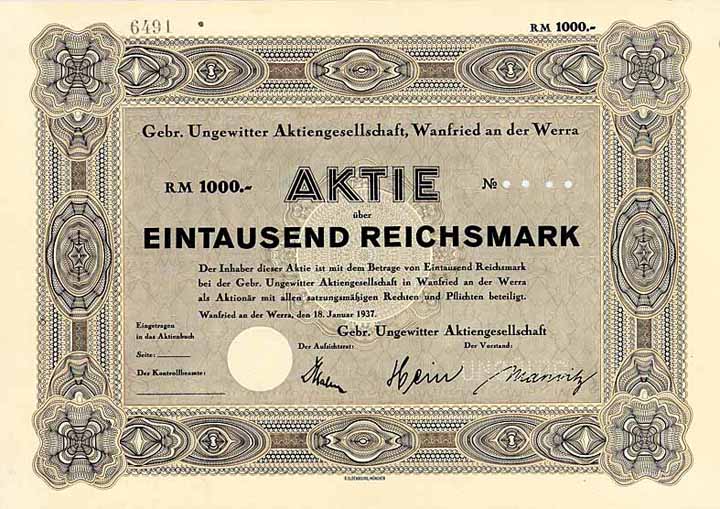 6491
RM 1000.-
Gebr. Ungewitter Aktiengesellschaft, Wanfried an der Werra
RM 1000.- AKTIE №
über
EINTAUSEND REICHSMARK
Der Inhaber dieser Aktie ist mit dem Betrage von Eintausend Reichsmark
bei der Gebr. Ungewitter Aktiengesellschaft in Wanfried an der Werra
als Aktionär mit allen satzungsmäßigen Rechten und Pflichten beteiligt.
Wanfried an der Werra, den 18. Januar 1937.
Eingetragen
in das Aktienbuch
Seite:
Der Kontrollbeamte:
Gebr. Ungewitter Aktiengesellschaft
Der Aufsichtsrat: Der Vorstand:
Hein
R.OLDENBOURG, MÜNCHEN